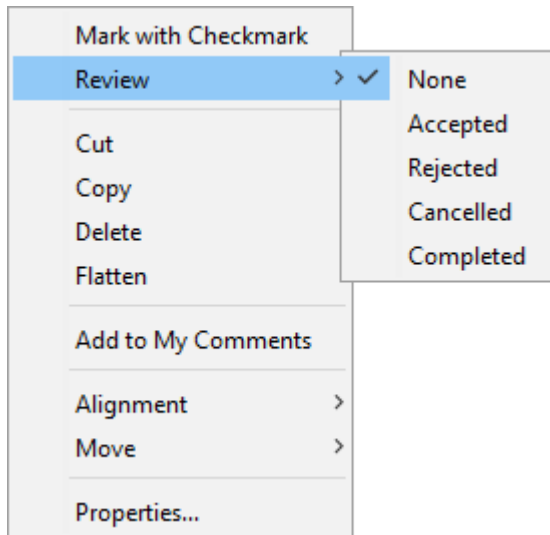 Mark with Checkmark
Review
Cut
Copy
Delete
Flatten
Add to My Comments
Alignment
Move
Properties...
None
Accepted
Rejected
Cancelled
Completed